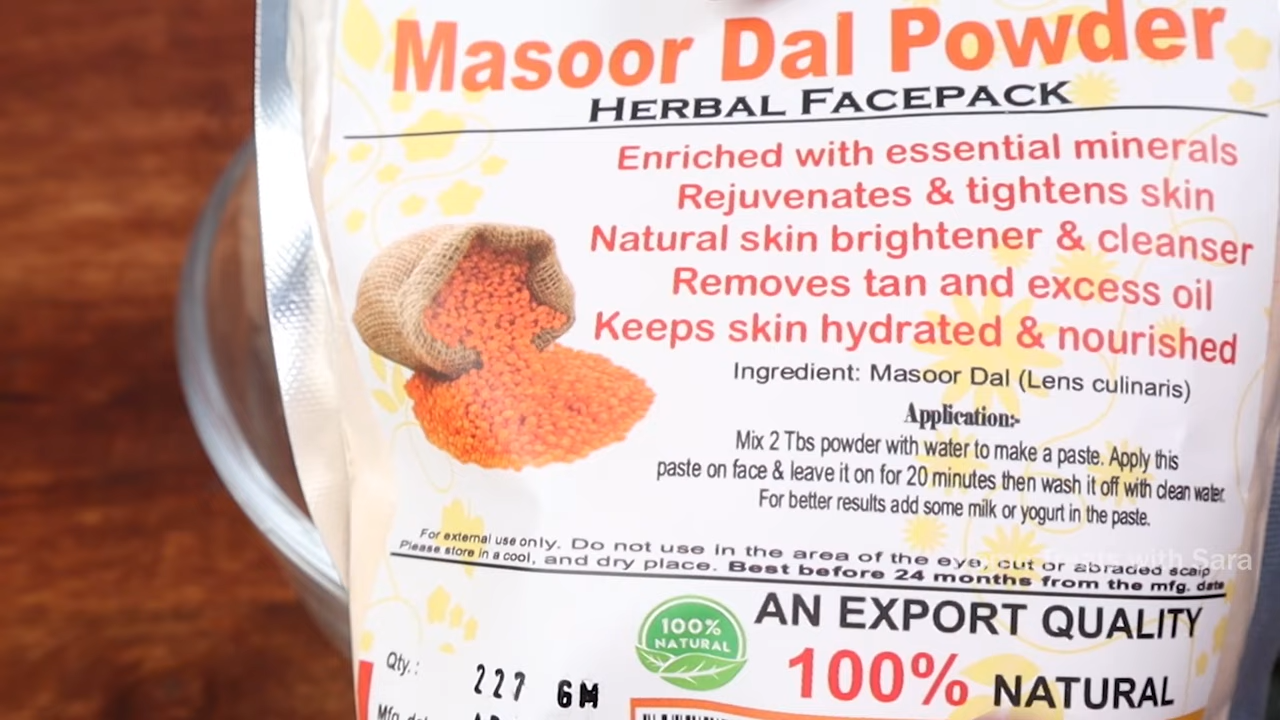 Masoor Dal Powder
HERBAL FACEPACK
Enriched with essential minerals
Rejuvenates & tightens skin
Natural skin brightener & cleanser
Removes tan and excess oil
Keeps skin hydrated & nourished
Ingredient: Masoor Dal (Lens culinaris)
Application:-
Mix 2 Tbs powder with water to make a paste. Apply this
paste on face & leave it on for 20 minutes then wash it off with clean water.
For better results add some milk or yogurt in the paste.
For external use only. Do not use in the area of the eye, cut or abraded scalp
Please store in a cool, and dry place. Best before 24 months from the mfg. date
with Sara
100%
NATURAL
AN EXPORT QUALITY
100% NATURAL
Qty.: 227 GM
Mfg.